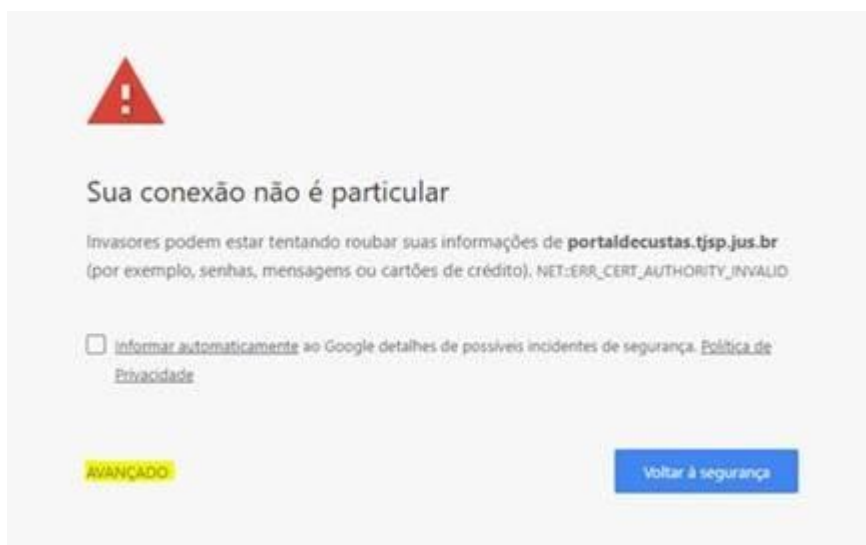 Sua conexão não é particular
Invasores podem estar tentando roubar suas informações de portaldecustas.tjsp.jus.br
(por exemplo, senhas, mensagens ou cartões de crédito). NET::ERR_CERT_AUTHORITY_INVALID
Informar automaticamente ao Google detalhes de possíveis incidentes de segurança. Política de
Privacidade
AVANÇADO
Voltar à segurança